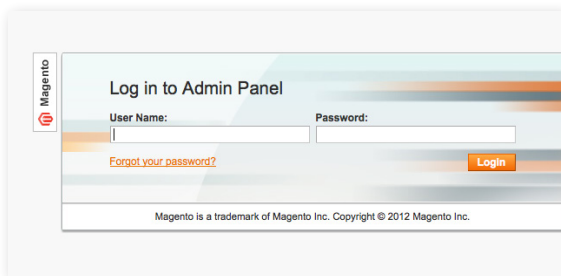 Magento
Log in to Admin Panel
User Name:
Password:
Forgot your password?
Login
Magento is a trademark of Magento Inc. Copyright © 2012 Magento Inc.